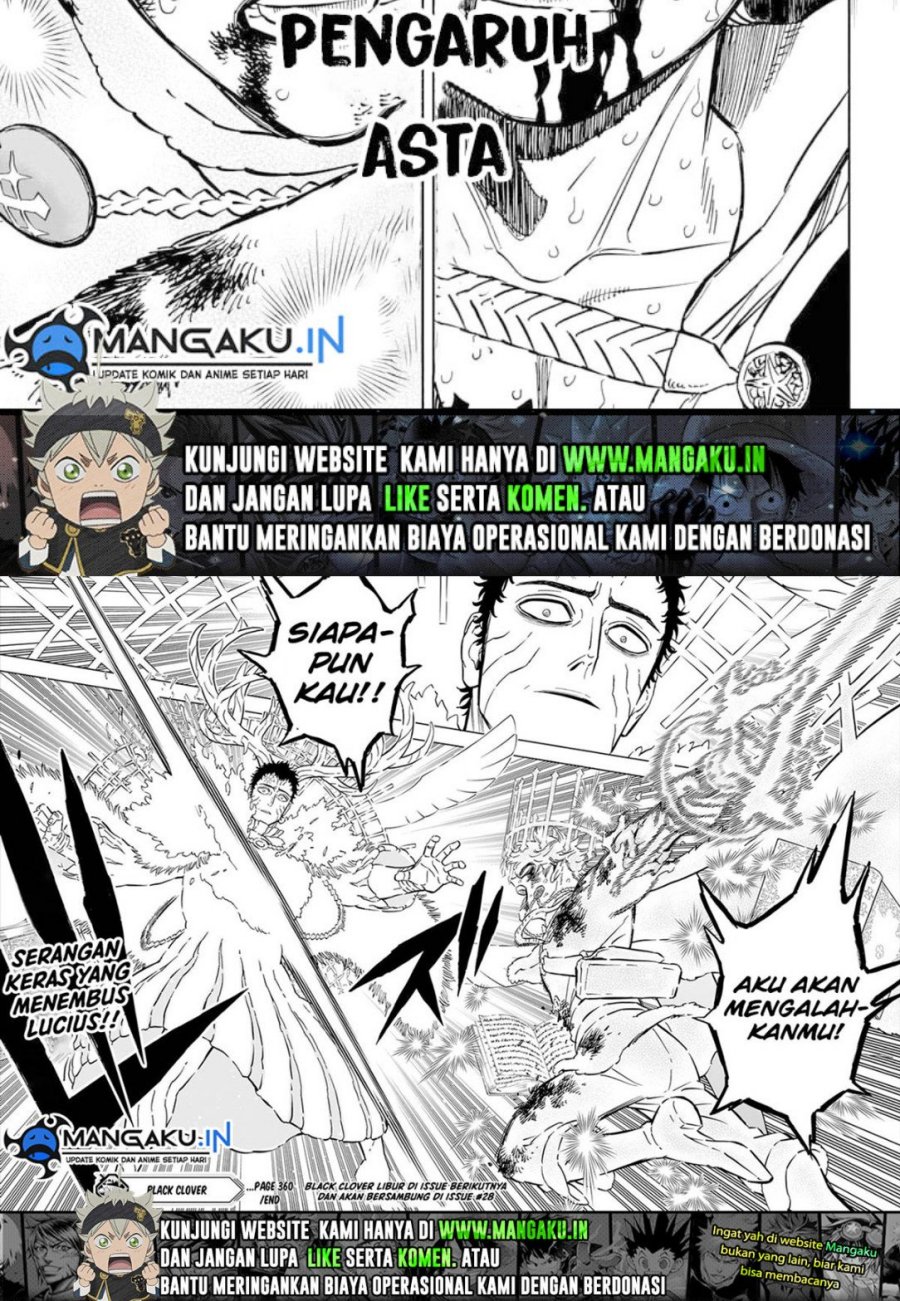 PENGARUH
ASTA
MANGAKU.IN
UPDATE KOMIK DAN ANIME SETIAP HARI
KUNJUNGI WEBSITE KAMI HANYA DI WWW.MANGAKU.IN
DAN JANGAN LUPA LIKE SERTA KOMEN. ATAU
BANTU MERINGANKAN BIAYA OPERASIONAL KAMI DENGAN BERDONASI
SIAPA-
PUN
KAU!!
SERANGAN
KERAS YANG
MENEMBUS
LUCIUS!!
AKU AKAN
MENGALAH-
KANMU!
MANGAKU.IN
UPDATE KOMIK DAN ANIME SETIAP HARI
BLACK CLOVER
...PAGE 360
/END
BLACK CLOVER LIBUR DI ISSUE BERIKUTNYA
DAN AKAN BERSAMBUNG DI ISSUE #28
KUNJUNGI WEBSITE KAMI HANYA DI WWW.MANGAKU.IN
DAN JANGAN LUPA LIKE SERTA KOMEN. ATAU
BANTU MERINGANKAN BIAYA OPERASIONAL KAMI DENGAN BERDONASI
Ingat yah di website Mangaku
bukan yang lain, biar kami
bisa membacanya